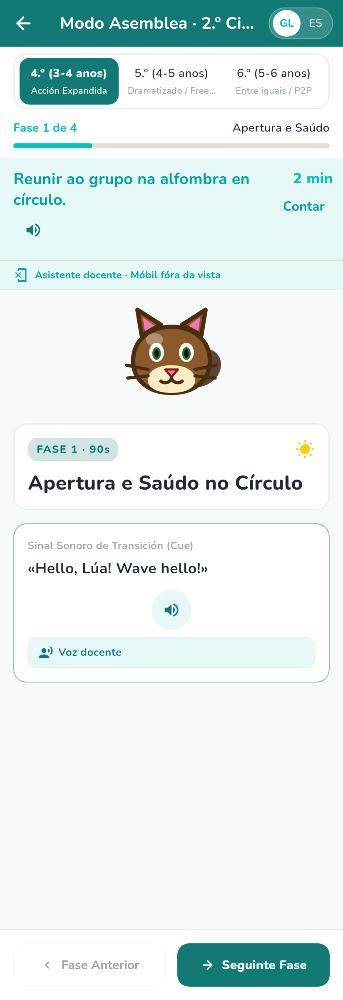 Modo Asemblea · 2.º Ci...
GL ES
4.º (3-4 anos) 5.º (4-5 anos) 6.º (5-6 anos)
Acción Expandida Dramatizado / Free... Entre iguais / P2P
Fase 1 de 4 Apertura e Saúdo
Reunir ao grupo na alfombra en
círculo.
2 min
Contar
Asistente docente · Móbil fóra da vista
FASE 1 · 90s
Apertura e Saúdo no Círculo
Sinal Sonoro de Transición (Cue)
«Hello, Lúa! Wave hello!»
Voz docente
Fase Anterior Seguinte Fase